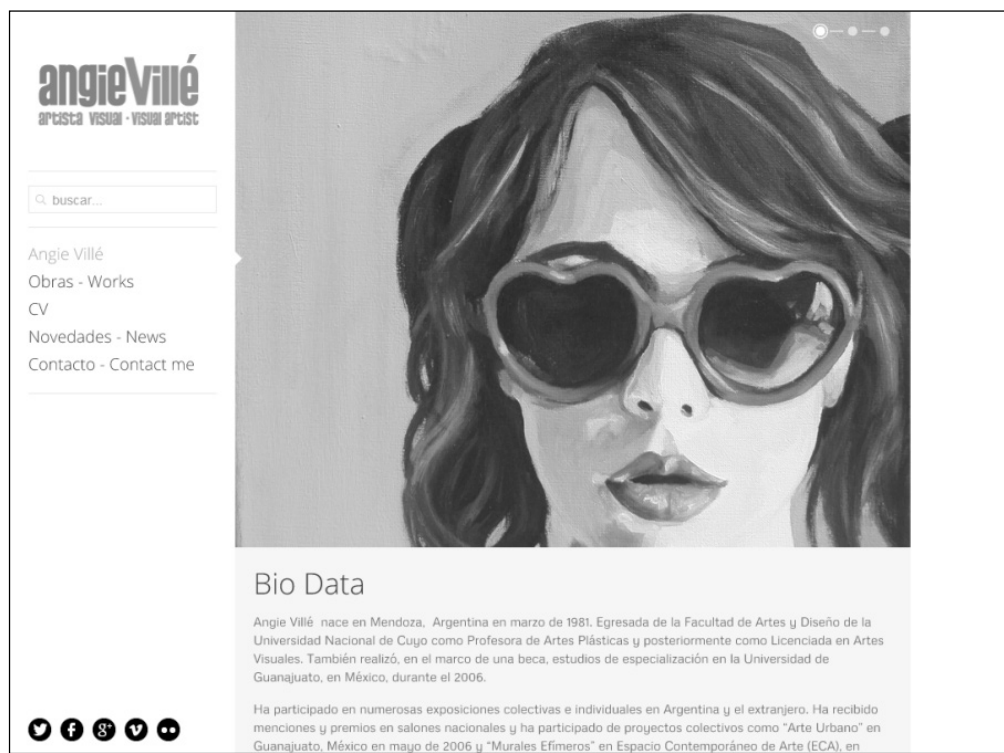 angieVillé
artista visual · visual artist
buscar...
Angie Villé
Obras - Works
CV
Novedades - News
Contacto - Contact me
Bio Data
Angie Villé nace en Mendoza, Argentina en marzo de 1981. Egresada de la Facultad de Artes y Diseño de la
Universidad Nacional de Cuyo como Profesora de Artes Plásticas y posteriormente como Licenciada en Artes
Visuales. También realizó, en el marco de una beca, estudios de especialización en la Universidad de
Guanajuato, en México, durante el 2006.
Ha participado en numerosas exposiciones colectivas e individuales en Argentina y el extranjero. Ha recibido
menciones y premios en salones nacionales y ha participado de proyectos colectivos como “Arte Urbano” en
Guanajuato, México en mayo de 2006 y “Murales Efímeros” en Espacio Contemporáneo de Arte (ECA), en